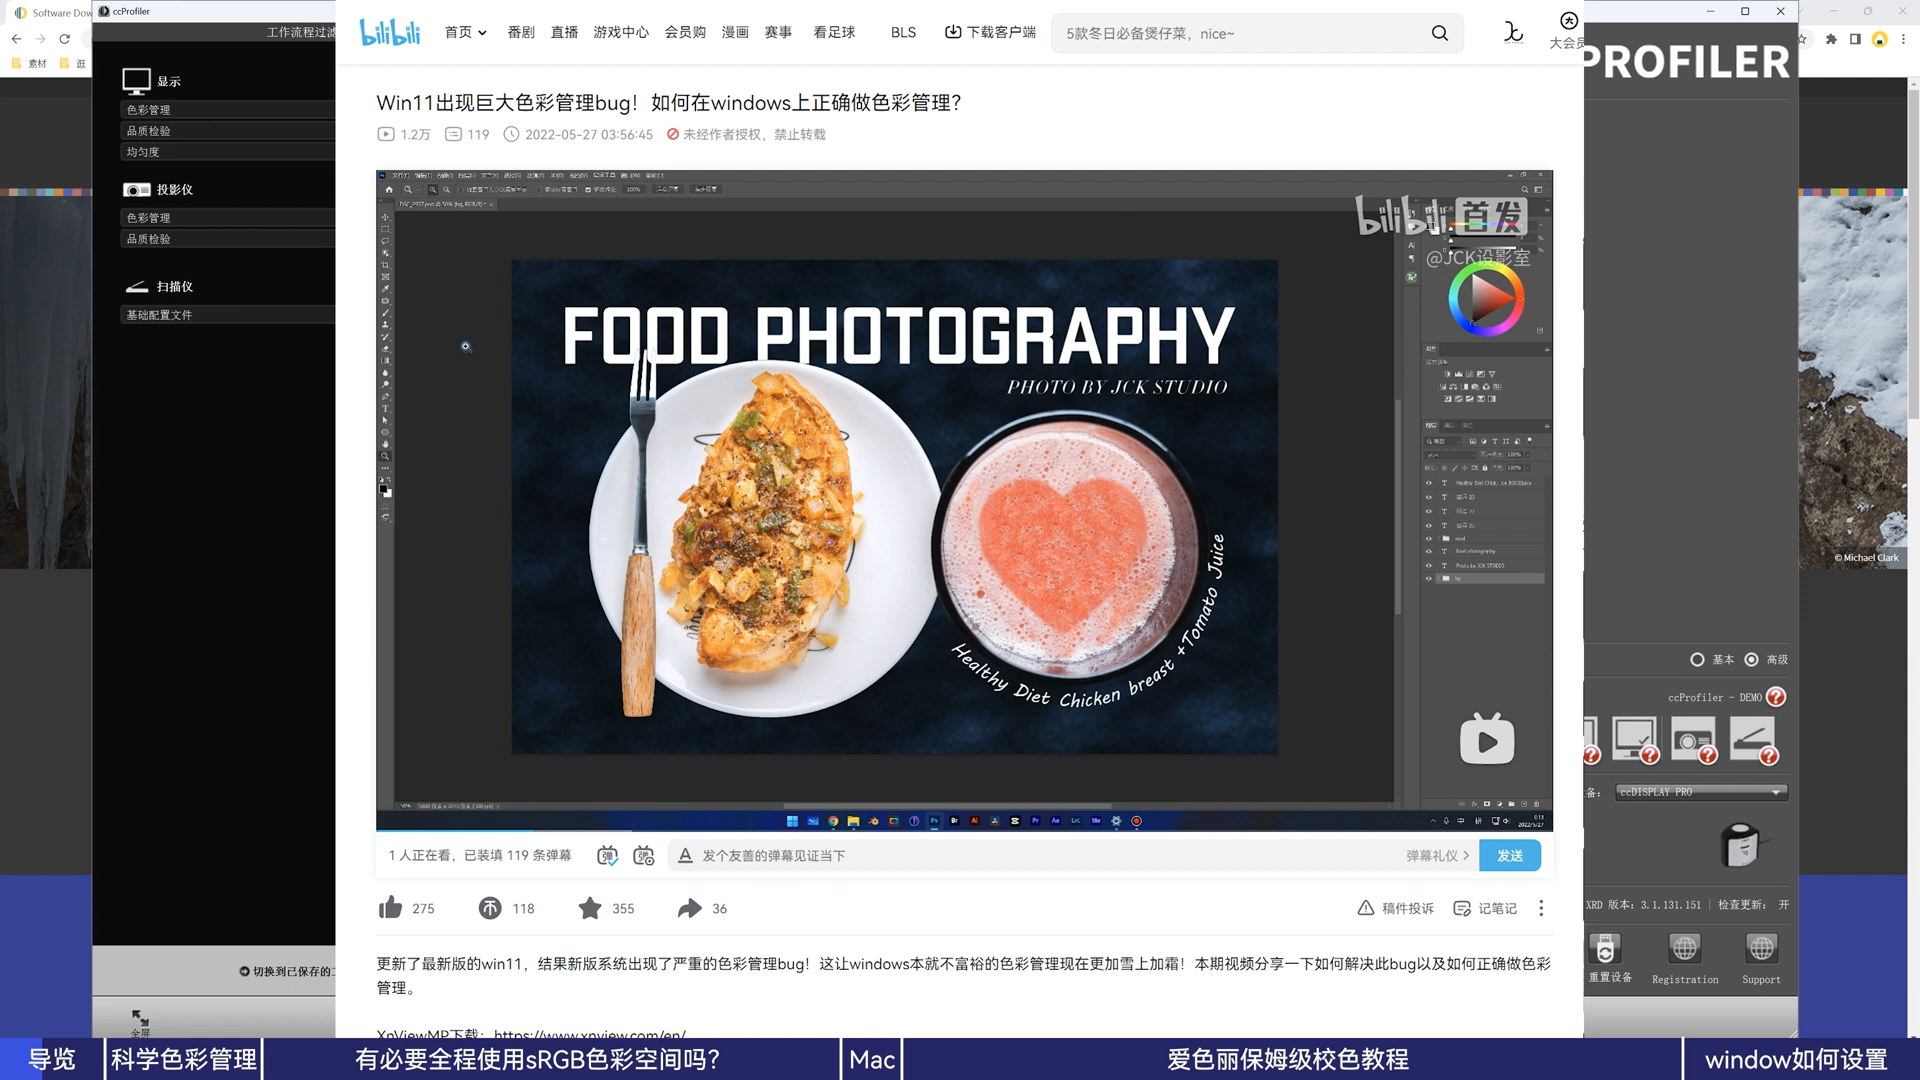 Software Dow
ccProfiler
工作流程过滤
素材
逛
显示
色彩管理
品质检验
均匀度
投影仪
色彩管理
品质检验
扫描仪
基础配置文件
切换到已保存的工
全屏
bilibili
首页
番剧
直播
游戏中心
会员购
漫画
赛事
看足球
BLS
下载客户端
5款冬日必备煲仔菜，nice~
大会员
PROFILER
Win11出现巨大色彩管理bug！如何在windows上正确做色彩管理？
1.2万
119
2022-05-27 03:56:45
未经作者授权，禁止转载
bilibili 首发
@JCK设影室
FOOD PHOTOGRAPHY
PHOTO BY JCK STUDIO
Healthy Diet Chicken breast +Tomato Juice
1 人正在看，已装填 119 条弹幕
发个友善的弹幕见证当下
弹幕礼仪
发送
275
118
355
36
稿件投诉
记笔记
更新了最新版的win11，结果新版系统出现了严重的色彩管理bug！这让windows本就不富裕的色彩管理现在更加雪上加霜！本期视频分享一下如何解决此bug以及如何正确做色彩
管理。
XnViewMP下载：https://www.xnview.com/en/
© Michael Clark
基本
高级
ccProfiler - DEMO
备：
ccDISPLAY PRO
XRD 版本：3.1.131.151
检查更新：
开
重置设备
Registration
Support
导览
科学色彩管理
有必要全程使用sRGB色彩空间吗？
Mac
爱色丽保姆级校色教程
window如何设置